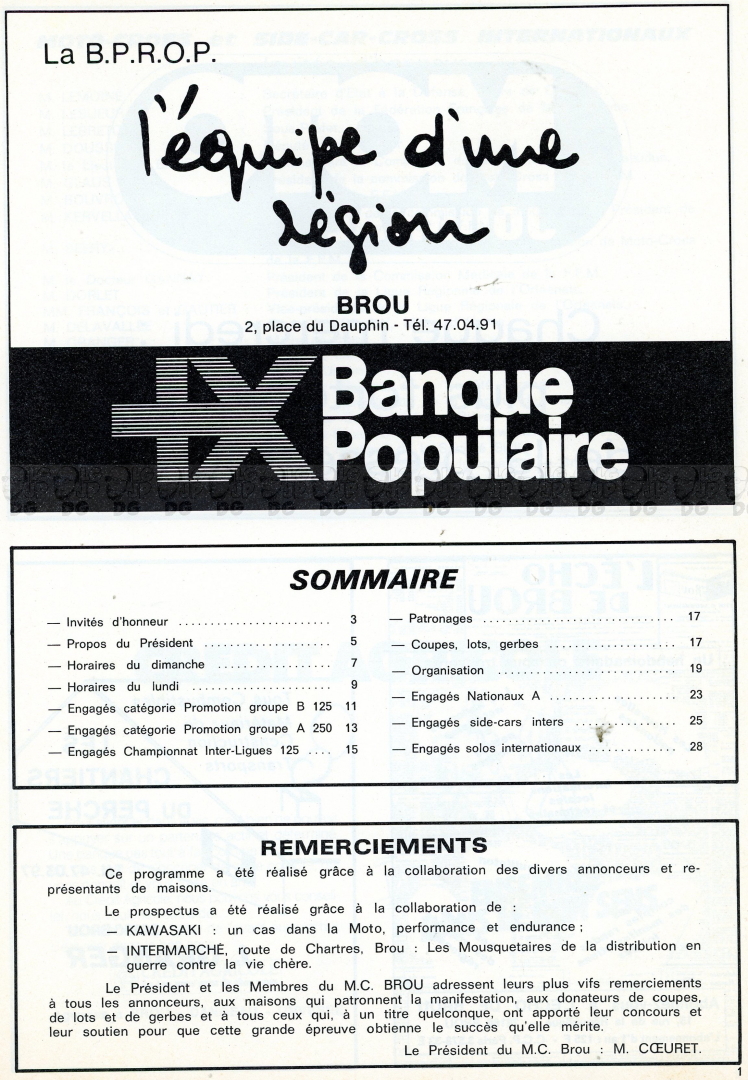 La B.P.R.O.P.
l'équipe d'une
région
BROU
2, place du Dauphin - Tél. 47.04.91
Banque
Populaire
SOMMAIRE
— Invités d'honneur ........................ 3
— Propos du Président .................... 5
— Horaires du dimanche .................. 7
— Horaires du lundi ........................ 9
— Engagés catégorie Promotion groupe B 125 11
— Engagés catégorie Promotion groupe A 250 13
— Engagés Championnat Inter-Ligues 125 .... 15
— Patronages .............................. 17
— Coupes, lots, gerbes .................... 17
— Organisation ............................ 19
— Engagés Nationaux A .................... 23
— Engagés side-cars inters ................ 25
— Engagés solos internationaux .............. 28
REMERCIEMENTS
Ce programme a été réalisé grâce à la collaboration des divers annonceurs et re-
présentants de maisons.
Le prospectus a été réalisé grâce à la collaboration de :
— KAWASAKI : un cas dans la Moto, performance et endurance ;
— INTERMARCHÉ, route de Chartres, Brou : Les Mousquetaires de la distribution en
guerre contre la vie chère.
Le Président et les Membres du M.C. BROU adressent leurs plus vifs remerciements
à tous les annonceurs, aux maisons qui patronnent la manifestation, aux donateurs de coupes,
de lots et de gerbes et à tous ceux qui, à un titre quelconque, ont apporté leur concours et
leur soutien pour que cette grande épreuve obtienne le succès qu'elle mérite.
Le Président du M.C. Brou : M. CŒURET.
1